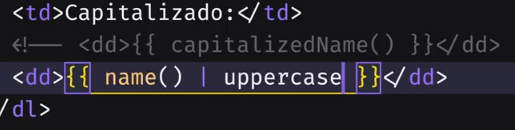 <td>Capitalizado:</td>
<!-- <dd>{{ capitalizedName() }}</dd>
<dd>{{ name() | uppercase }}</dd>
/dl>